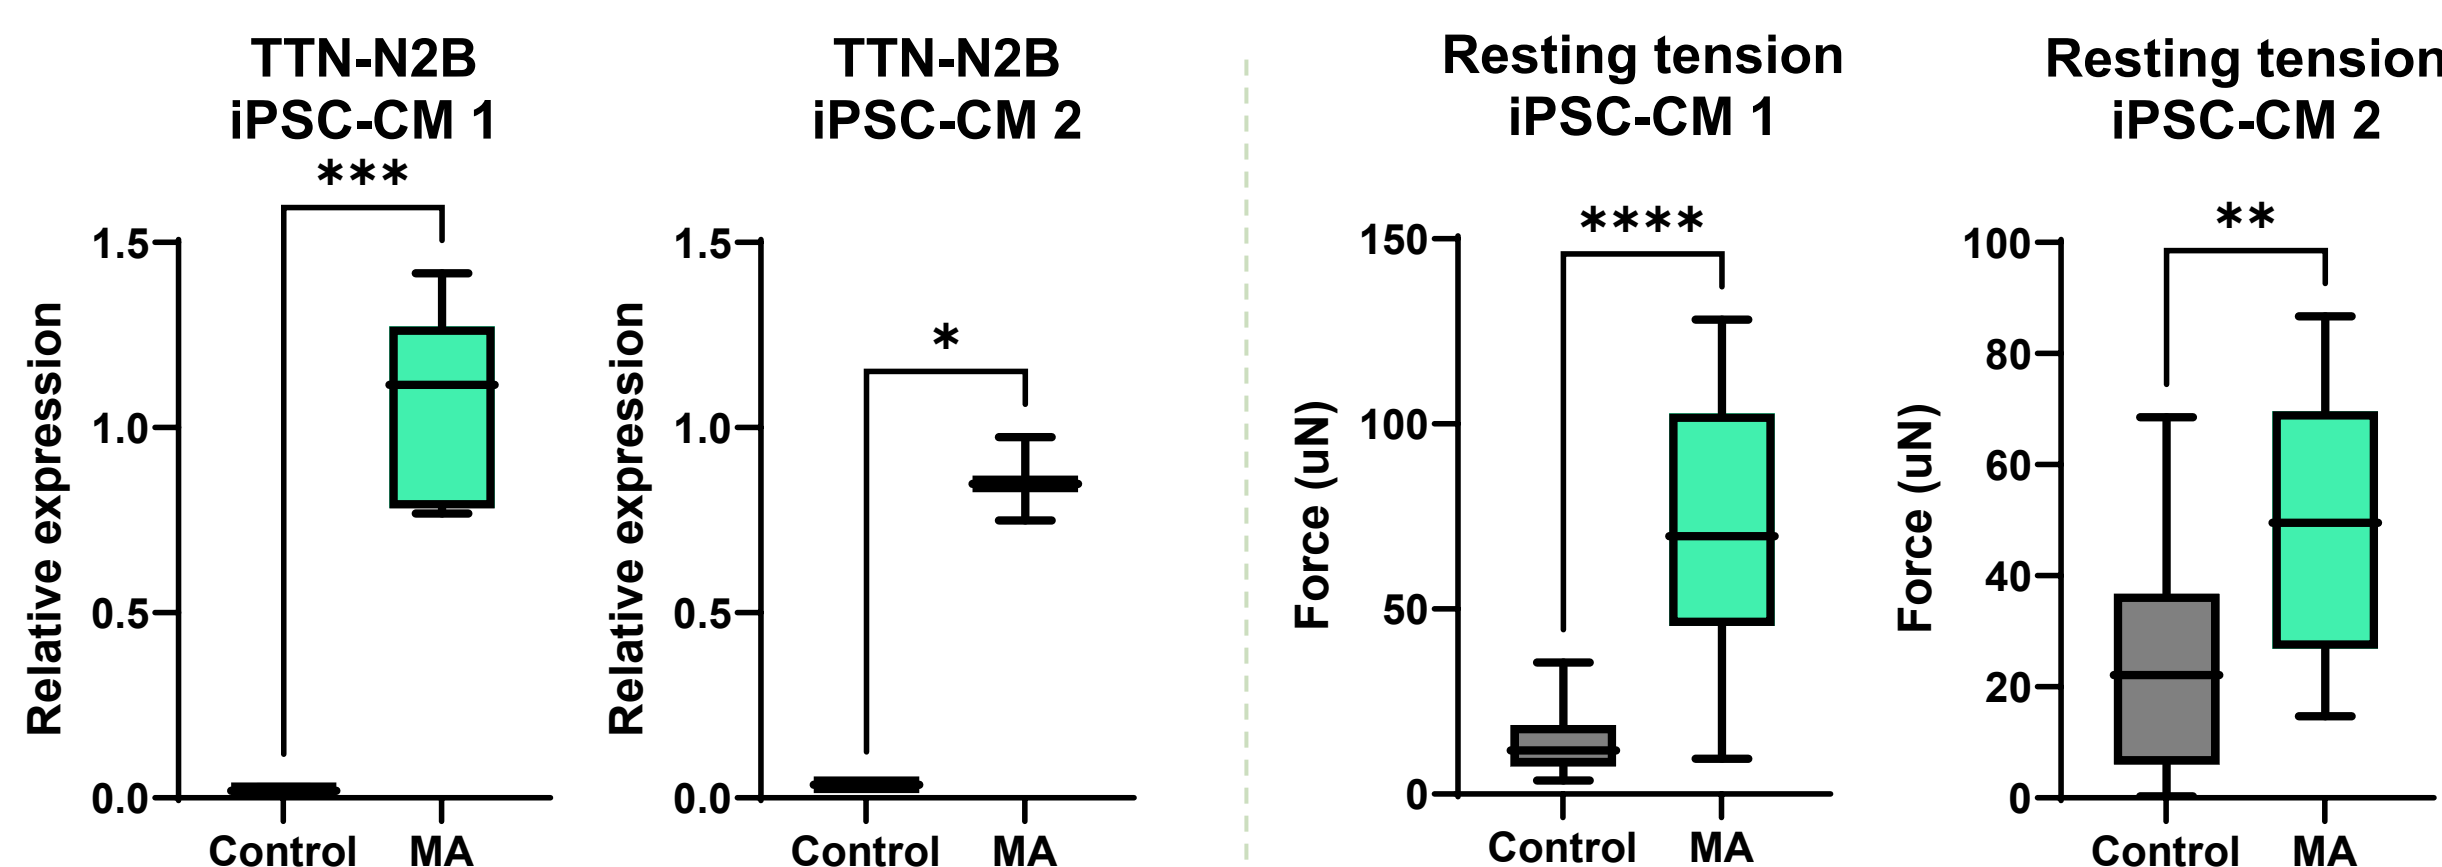 TTN-N2B
iPSC-CM 1
***
1.5
1.0
0.5
0.0
Relative expression
Control MA
TTN-N2B
iPSC-CM 2
*
1.5
1.0
0.5
0.0
Relative expression
Control MA
Resting tension
iPSC-CM 1
****
150
100
50
0
Force (uN)
Control MA
Resting tension
iPSC-CM 2
**
100
80
60
40
20
0
Force (uN)
Control MA